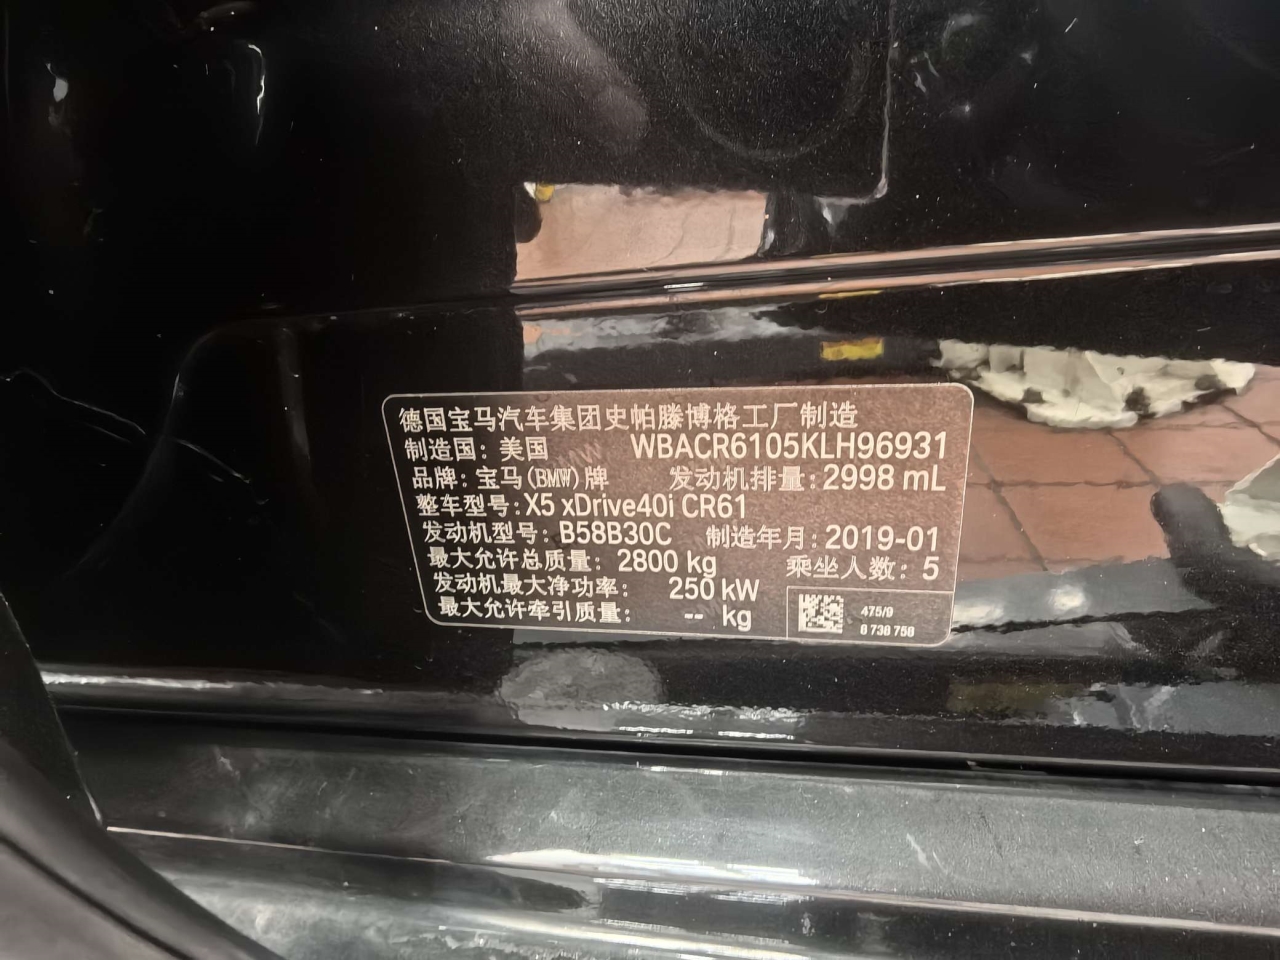 德国宝马汽车集团史帕滕博格工厂制造
制造国：美国 WBACR6105KLH96931
品牌：宝马(BMW)牌 发动机排量：2998 mL
整车型号：X5 xDrive40i CR61
发动机型号：B58B30C 制造年月：2019-01
最大允许总质量：2800 kg 乘坐人数：5
发动机最大净功率：250 kW
最大允许牵引质量：-- kg
475/9
8 738 750